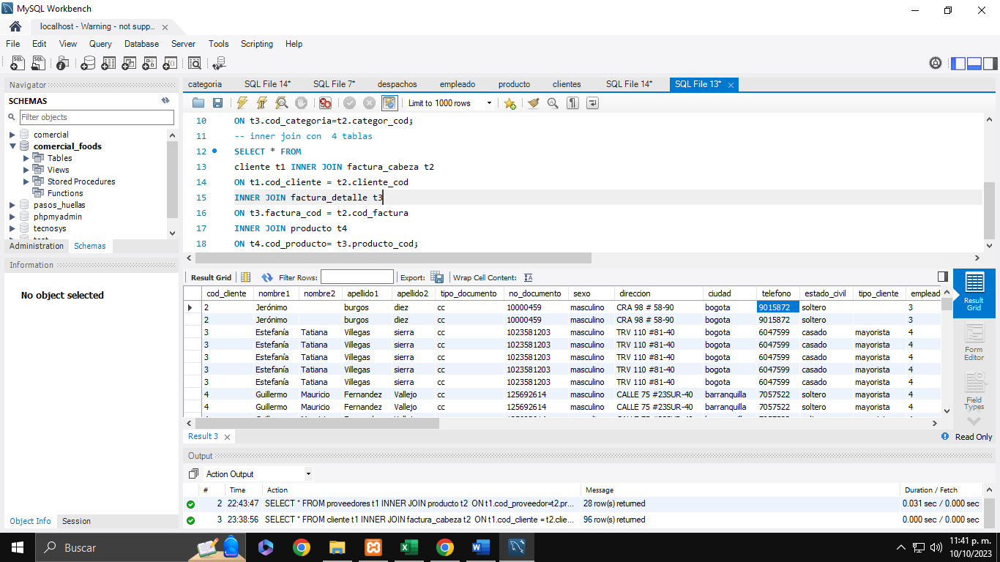 MySQL Workbench
localhost - Warning - not supp...
File Edit View Query Database Server Tools Scripting Help
Navigator
SCHEMAS
Filter objects
comercial
comercial_foods
Tables
Views
Stored Procedures
Functions
pasos_huellas
phpmyadmin
tecnosys
Administration Schemas
Information
No object selected
Object Info Session
categoria SQL File 14* SQL File 7* despachos empleado producto clientes SQL File 14* SQL File 13*
Limit to 1000 rows
10 ON t3.cod_categoria=t2.categor_cod;
11 -- inner join con  4 tablas
12 SELECT * FROM
13 cliente t1 INNER JOIN factura_cabeza t2
14 ON t1.cod_cliente = t2.cliente_cod
15 INNER JOIN factura_detalle t3
16 ON t3.factura_cod = t2.cod_factura
17 INNER JOIN producto t4
18 ON t4.cod_producto= t3.producto_cod;
Result Grid Filter Rows: Export: Wrap Cell Content:
cod_cliente nombre1 nombre2 apellido1 apellido2 tipo_documento no_documento sexo direccion ciudad telefono estado_civil tipo_cliente emplead
2 Jerónimo burgos diez cc 10000459 masculino CRA 98 # 58-90 bogota 9015872 soltero 3
2 Jerónimo burgos diez cc 10000459 masculino CRA 98 # 58-90 bogota 9015872 soltero 3
3 Estefanía Tatiana Villegas sierra cc 1023581203 masculino TRV 110 #81-40 bogota 6047599 casado mayorista 4
3 Estefanía Tatiana Villegas sierra cc 1023581203 masculino TRV 110 #81-40 bogota 6047599 casado mayorista 4
3 Estefanía Tatiana Villegas sierra cc 1023581203 masculino TRV 110 #81-40 bogota 6047599 casado mayorista 4
3 Estefanía Tatiana Villegas sierra cc 1023581203 masculino TRV 110 #81-40 bogota 6047599 casado mayorista 4
3 Estefanía Tatiana Villegas sierra cc 1023581203 masculino TRV 110 #81-40 bogota 6047599 casado mayorista 4
4 Guillermo Mauricio Fernandez Vallejo cc 125692614 masculino CALLE 75 #23SUR-40 barranquilla 7057522 soltero mayorista 4
4 Guillermo Mauricio Fernandez Vallejo cc 125692614 masculino CALLE 75 #23SUR-40 barranquilla 7057522 soltero mayorista 4
Result
Grid
Form
Editor
Field
Types
Result 3
Read Only
Output
Action Output
# Time Action Message Duration / Fetch
2 22:43:47 SELECT * FROM proveedores t1 INNER JOIN producto t2 ON t1.cod_proveedor=t2.pr... 28 row(s) returned 0.031 sec / 0.000 sec
3 23:38:56 SELECT * FROM cliente t1 INNER JOIN factura_cabeza t2 ON t1.cod_cliente = t2.clie... 96 row(s) returned 0.000 sec / 0.000 sec
Buscar
11:41 p. m.
10/10/2023